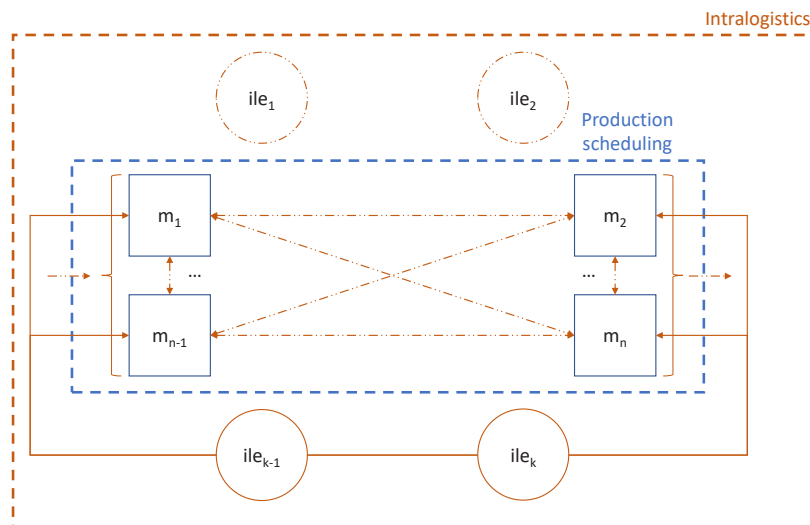 Intralogistics
ile1
ile2
Production
scheduling
m1
m2
...
...
mn-1
mn
ilek-1
ilek